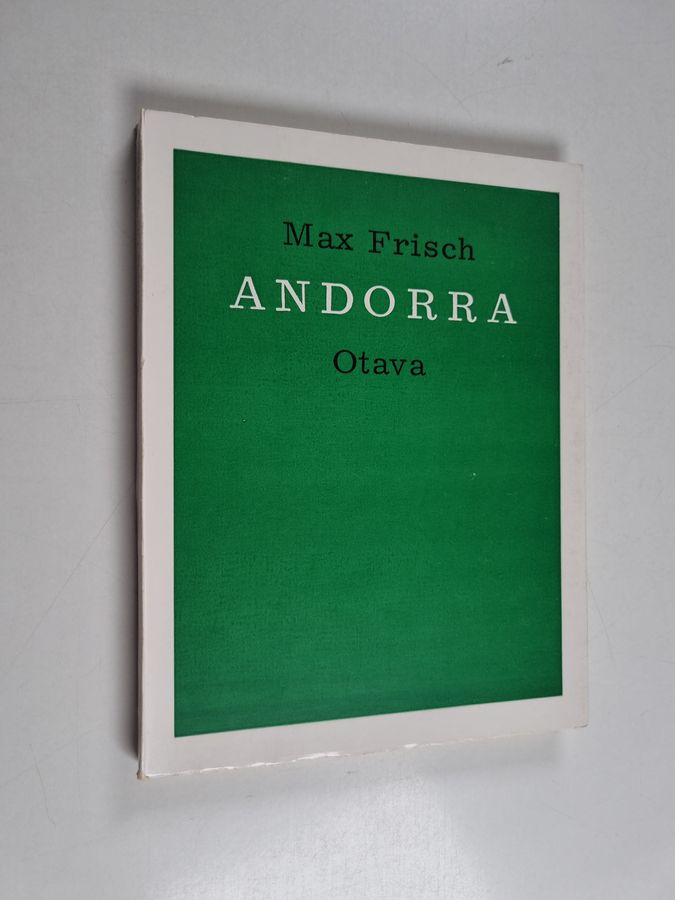 Max Frisch
ANDORRA
Otava